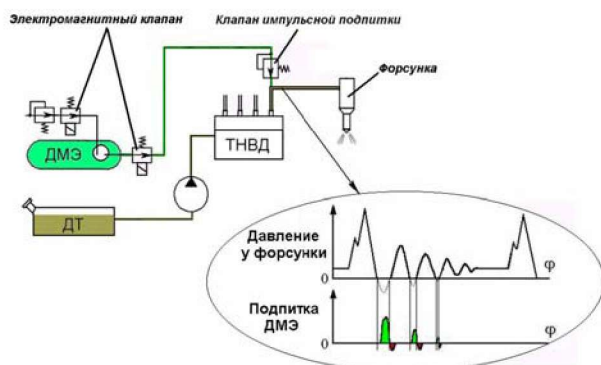 Электромагнитный клапан
Клапан импульсной подпитки
Форсунка
ДМЭ
ТНВД
ДТ
Давление
у форсунки
0
φ
Подпитка
ДМЭ
0
φ